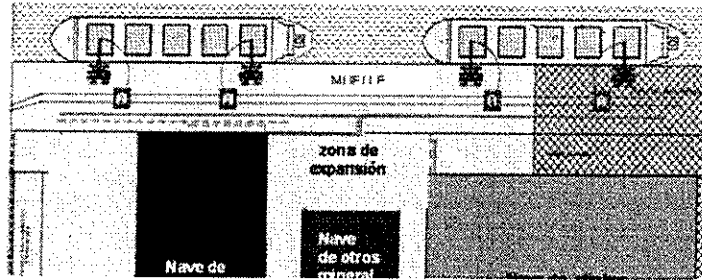 MUELLE
zona de
expansión
Nave de
Nave
de otros
mineral